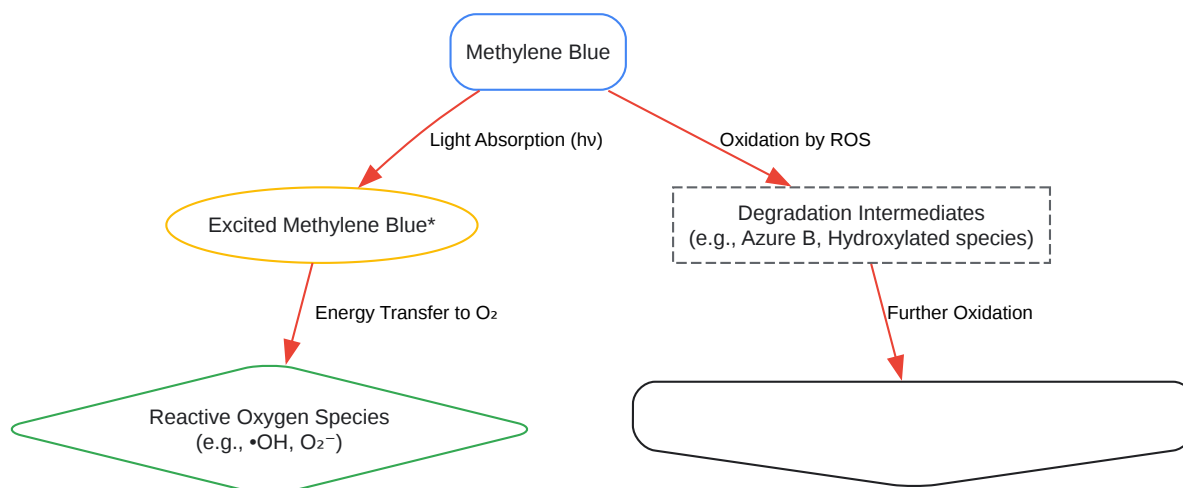 Methylene Blue
Light Absorption (hν)
Oxidation by ROS
Excited Methylene Blue*
Degradation Intermediates
(e.g., Azure B, Hydroxylated species)
Energy Transfer to O₂
Further Oxidation
Reactive Oxygen Species
(e.g., •OH, O₂⁻)